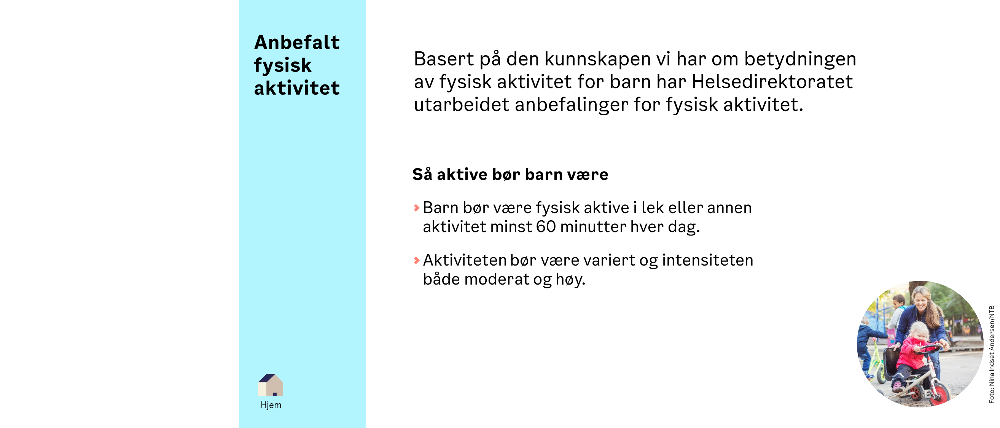 Anbefalt
fysisk
aktivitet
Basert på den kunnskapen vi har om betydningen
av fysisk aktivitet for barn har Helsedirektoratet
utarbeidet anbefalinger for fysisk aktivitet.
Så aktive bør barn være
Barn bør være fysisk aktive i lek eller annen
aktivitet minst 60 minutter hver dag.
Aktiviteten bør være variert og intensiteten
både moderat og høy.
Hjem
Foto: Nina Indset Andersen/NTB